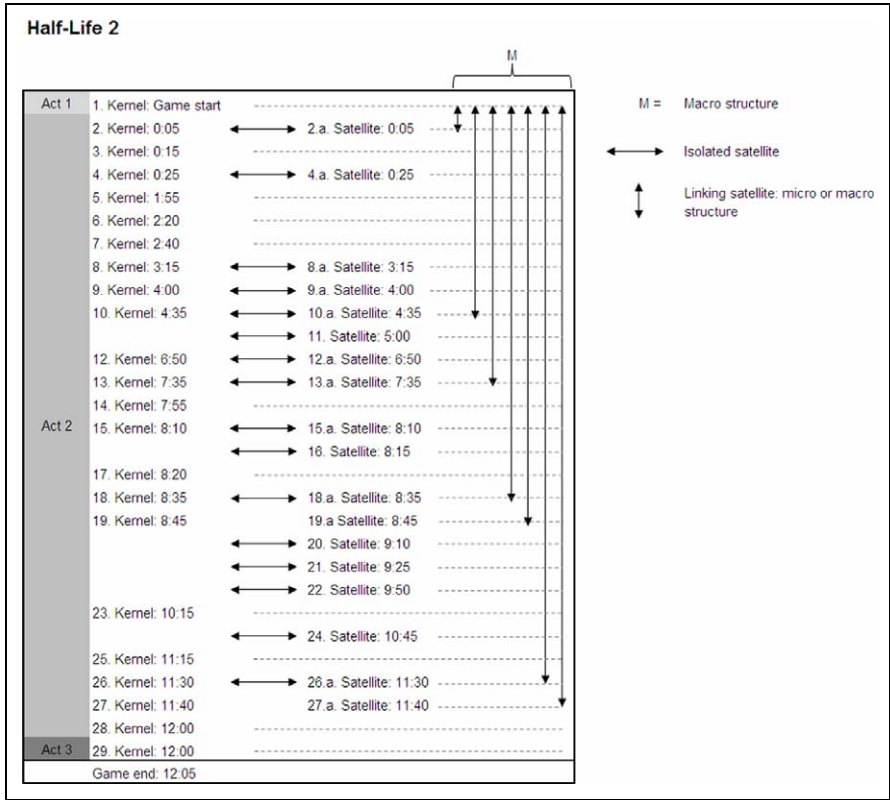 Half-Life 2
M
Act 1 1. Kernel: Game start
M = Macro structure
2. Kernel: 0:05 2.a. Satellite: 0:05
3. Kernel: 0:15
Isolated satellite
4. Kernel: 0:25 4.a. Satellite: 0:25
5. Kernel: 1:55
Linking satellite: micro or macro
structure
6. Kernel: 2:20
7. Kernel: 2:40
8. Kernel: 3:15 8.a. Satellite: 3:15
9. Kernel: 4:00 9.a. Satellite: 4:00
10. Kernel: 4:35 10.a. Satellite: 4:35
11. Satellite: 5:00
12. Kernel: 6:50 12.a. Satellite: 6:50
13. Kernel: 7:35 13.a. Satellite: 7:35
14. Kernel: 7:55
Act 2 15. Kernel: 8:10 15.a. Satellite: 8:10
16. Satellite: 8:15
17. Kernel: 8:20
18. Kernel: 8:35 18.a. Satellite: 8:35
19. Kernel: 8:45 19.a Satellite: 8:45
20. Satellite: 9:10
21. Satellite: 9:25
22. Satellite: 9:50
23. Kernel: 10:15
24. Satellite: 10:45
25. Kernel: 11:15
26. Kernel: 11:30 26.a. Satellite: 11:30
27. Kernel: 11:40 27.a. Satellite: 11:40
28. Kernel: 12:00
Act 3 29. Kernel: 12:00
Game end: 12:05